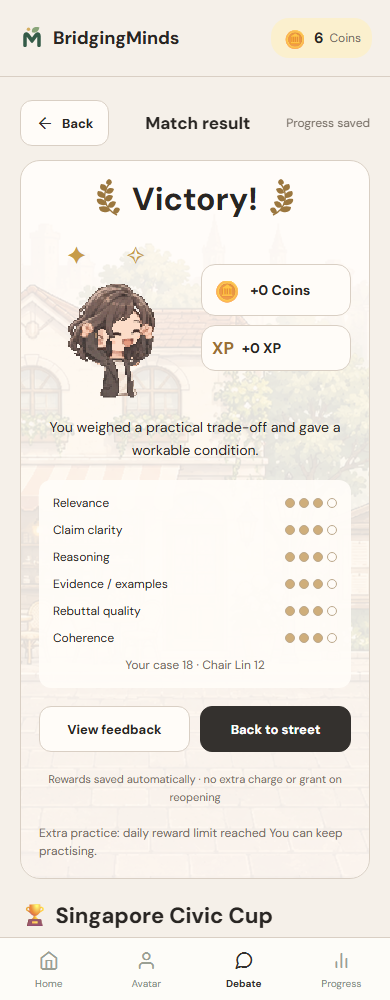 BridgingMinds
6 Coins
Back
Match result
Progress saved
Victory!
+0 Coins
XP +0 XP
You weighed a practical trade-off and gave a
workable condition.
Relevance
Claim clarity
Reasoning
Evidence / examples
Rebuttal quality
Coherence
Your case 18 · Chair Lin 12
View feedback
Back to street
Rewards saved automatically · no extra charge or grant on
reopening
Extra practice: daily reward limit reached You can keep
practising.
Singapore Civic Cup
Home
Avatar
Debate
Progress